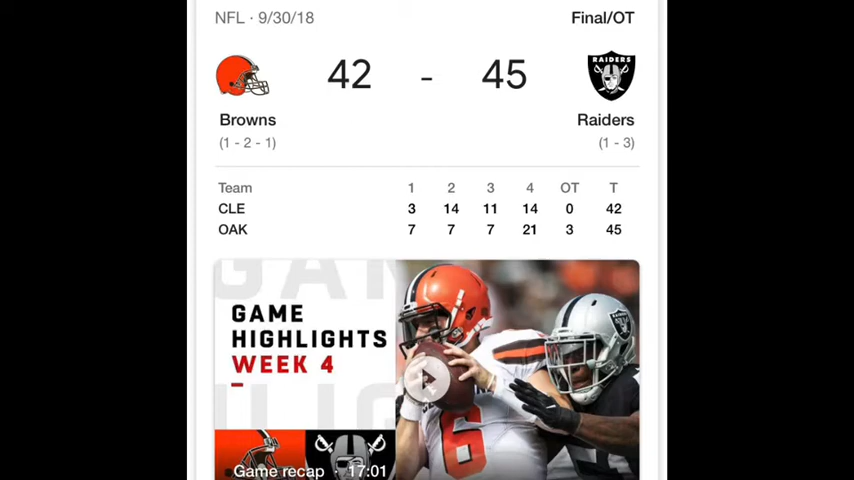 NFL · 9/30/18 Final/OT
RAIDERS
42 - 45
Browns Raiders
(1 - 2 - 1) (1 - 3)
Team 1 2 3 4 OT T
CLE 3 14 11 14 0 42
OAK 7 7 7 21 3 45
GAME
HIGHLIGHTS
WEEK 4
6
Game recap · 17:01